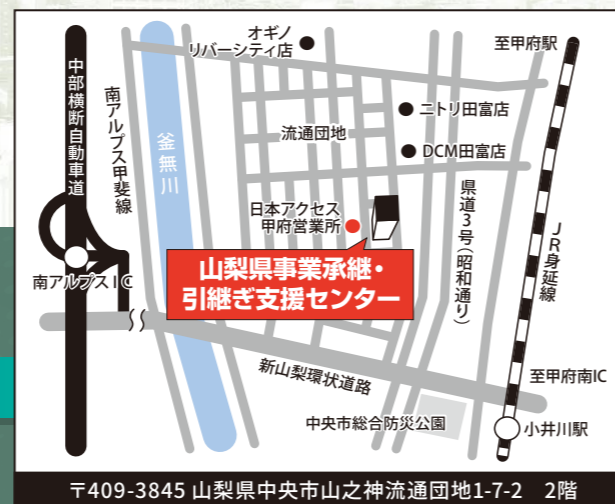 オギノ
リバーシティ店
至甲府駅
中部横断自動車道
南アルプス甲斐線
釜無川
流通団地
ニトリ田富店
DCM田富店
日本アクセス
甲府営業所
県道3号(昭和通り)
JR身延線
山梨県事業承継・
引継ぎ支援センター
南アルプスIC
新山梨環状道路
至甲府南IC
中央市総合防災公園
小井川駅
〒409-3845 山梨県中央市山之神流通団地1-7-2 2階